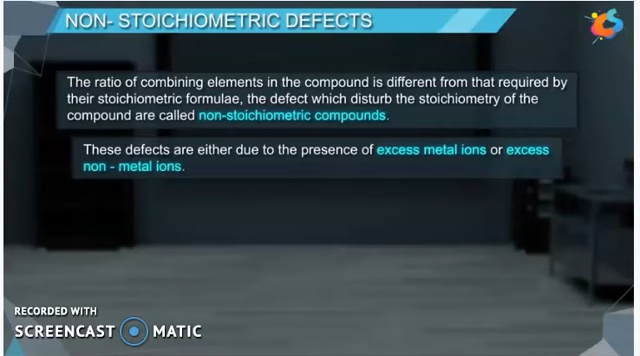 NON- STOICHIOMETRIC DEFECTS
The ratio of combining elements in the compound is different from that required by
their stoichiometric formulae, the defect which disturb the stoichiometry of the
compound are called non-stoichiometric compounds.
These defects are either due to the presence of excess metal ions or excess
non - metal ions.
RECORDED WITH
SCREENCAST MATIC